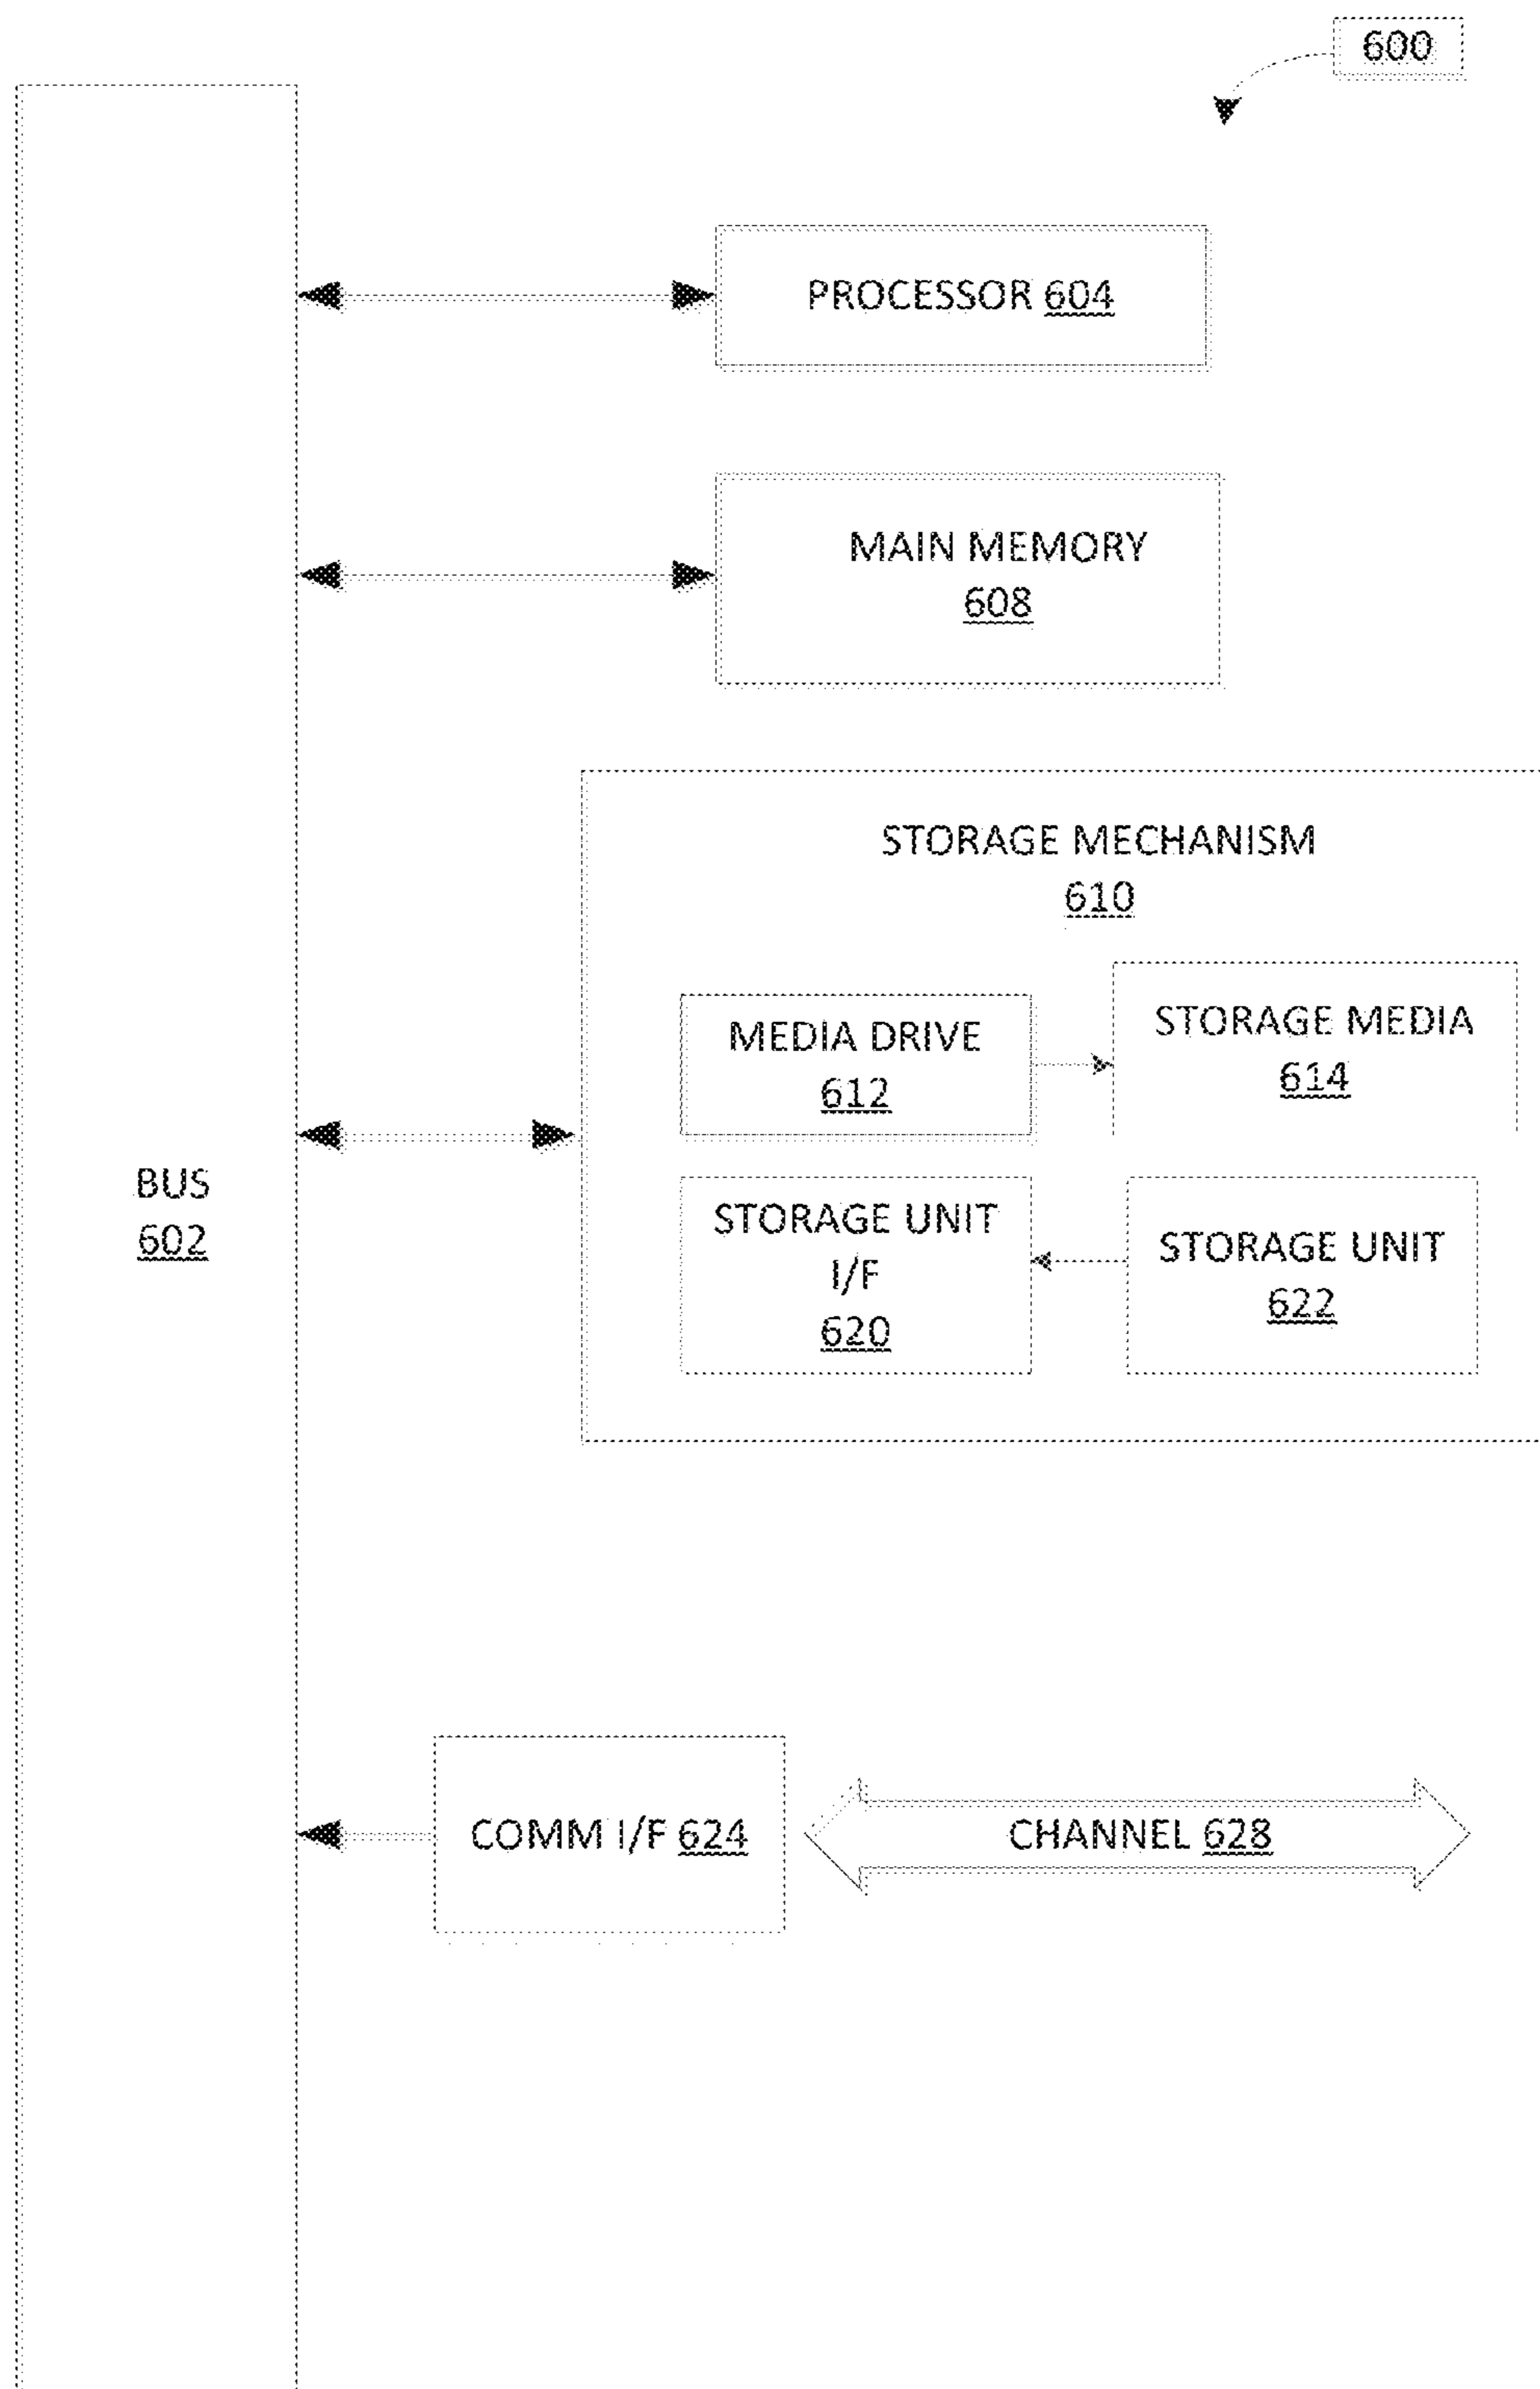 600
PROCESSOR 604
MAIN MEMORY
608
STORAGE MECHANISM
610
MEDIA DRIVE
612
STORAGE MEDIA
614
BUS
602
STORAGE UNIT
I/F
620
STORAGE UNIT
622
COMM I/F 624
CHANNEL 628